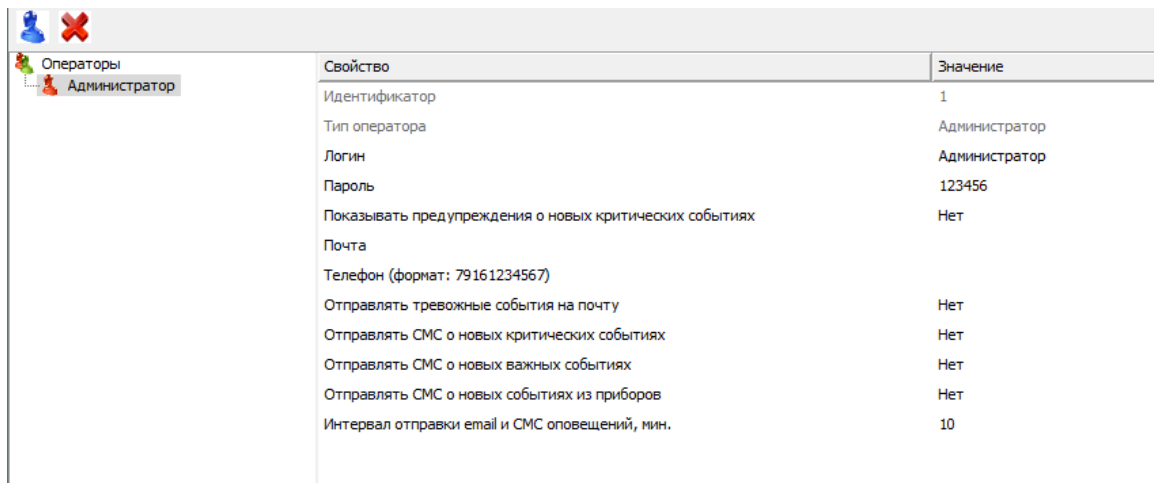 Операторы
Администратор
Свойство Значение
Идентификатор 1
Тип оператора Администратор
Логин Администратор
Пароль 123456
Показывать предупреждения о новых критических событиях Нет
Почта
Телефон (формат: 79161234567)
Отправлять тревожные события на почту Нет
Отправлять СМС о новых критических событиях Нет
Отправлять СМС о новых важных событиях Нет
Отправлять СМС о новых событиях из приборов Нет
Интервал отправки email и СМС оповещений, мин. 10